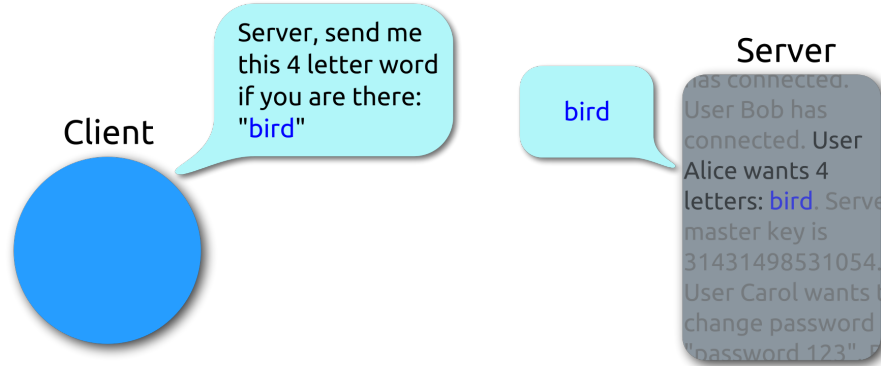 Client
Server, send me
this 4 letter word
if you are there:
"bird"
bird
Server
has connected.
User Bob has
connected. User
Alice wants 4
letters: bird. Serve
master key is
31431498531054.
User Carol wants t
change password
"password 123".